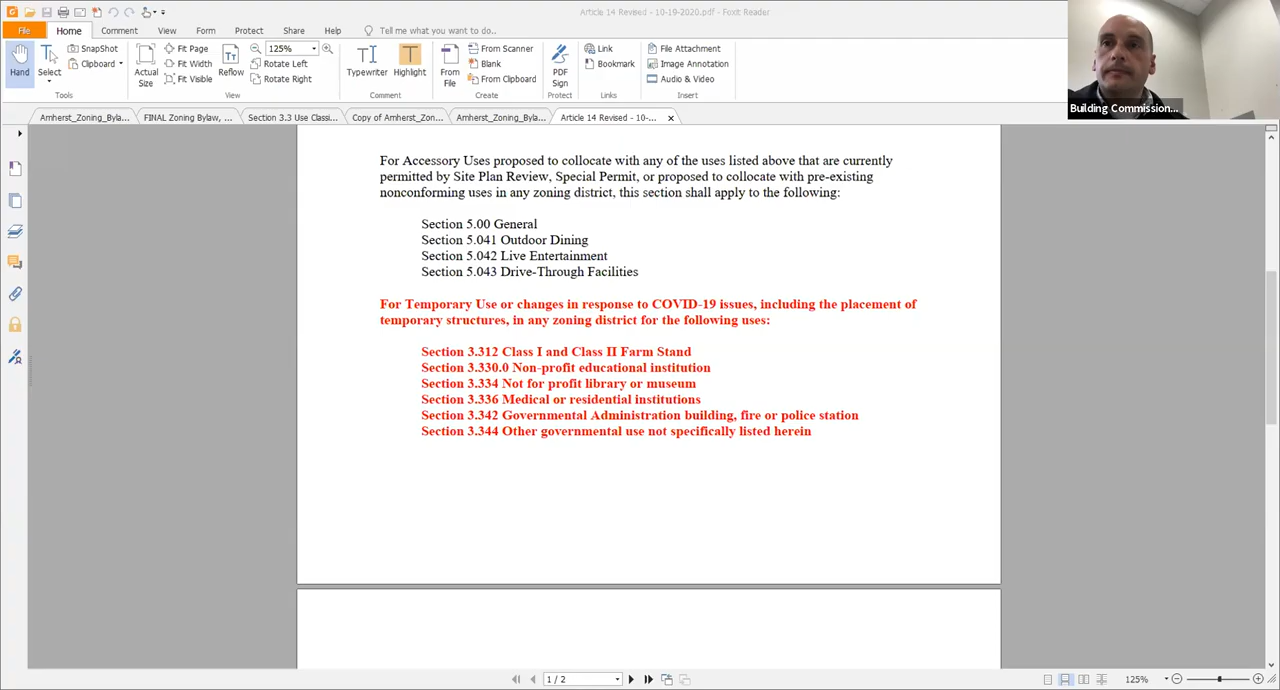 Article 14 Revised - 10-19-2020.pdf - Foxit Reader
File Home Comment View Form Protect Share Help Tell me what you want to do..
Hand
Select
SnapShot
Clipboard
Tools
Actual Size
Fit Page
Fit Width
Fit Visible
Reflow
125%
Rotate Left
Rotate Right
View
Typewriter
Highlight
Comment
From File
From Scanner
Blank
From Clipboard
Create
PDF Sign
Protect
Link
Bookmark
Links
File Attachment
Image Annotation
Audio & Video
Insert
Building Commission...
Amherst_Zoning_Byla... FINAL Zoning Bylaw, ... Section 3.3 Use Classi... Copy of Amherst_Zon... Amherst_Zoning_By... Article 14 Revised - 10-...
For Accessory Uses proposed to collocate with any of the uses listed above that are currently
permitted by Site Plan Review, Special Permit, or proposed to collocate with pre-existing
nonconforming uses in any zoning district, this section shall apply to the following:
Section 5.00 General
Section 5.041 Outdoor Dining
Section 5.042 Live Entertainment
Section 5.043 Drive-Through Facilities
For Temporary Use or changes in response to COVID-19 issues, including the placement of
temporary structures, in any zoning district for the following uses:
Section 3.312 Class I and Class II Farm Stand
Section 3.330.0 Non-profit educational institution
Section 3.334 Not for profit library or museum
Section 3.336 Medical or residential institutions
Section 3.342 Governmental Administration building, fire or police station
Section 3.344 Other governmental use not specifically listed herein
1 / 2
125%